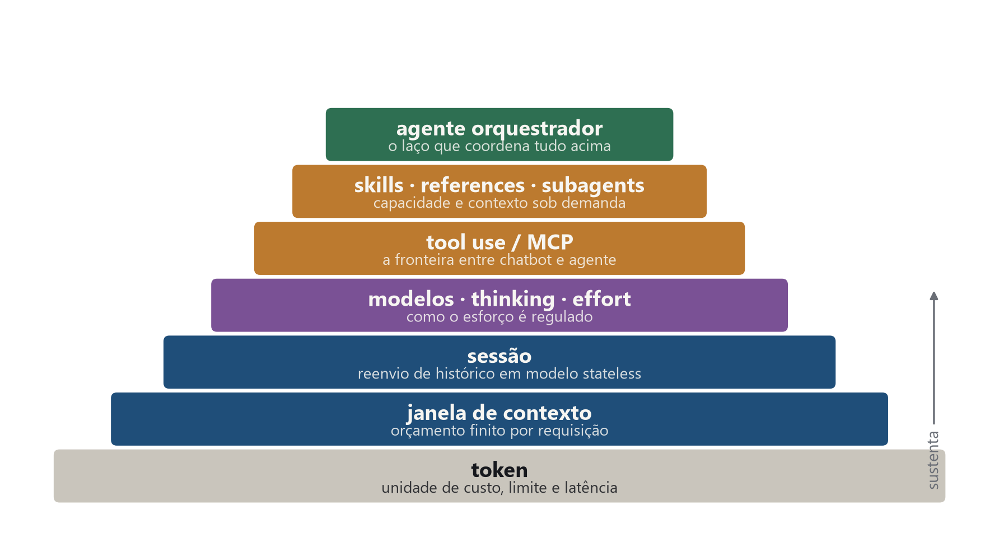 agente orquestrador
o laço que coordena tudo acima
skills · references · subagents
capacidade e contexto sob demanda
tool use / MCP
a fronteira entre chatbot e agente
modelos · thinking · effort
como o esforço é regulado
sessão
reenvio de histórico em modelo stateless
janela de contexto
orçamento finito por requisição
token
unidade de custo, limite e latência
sustenta